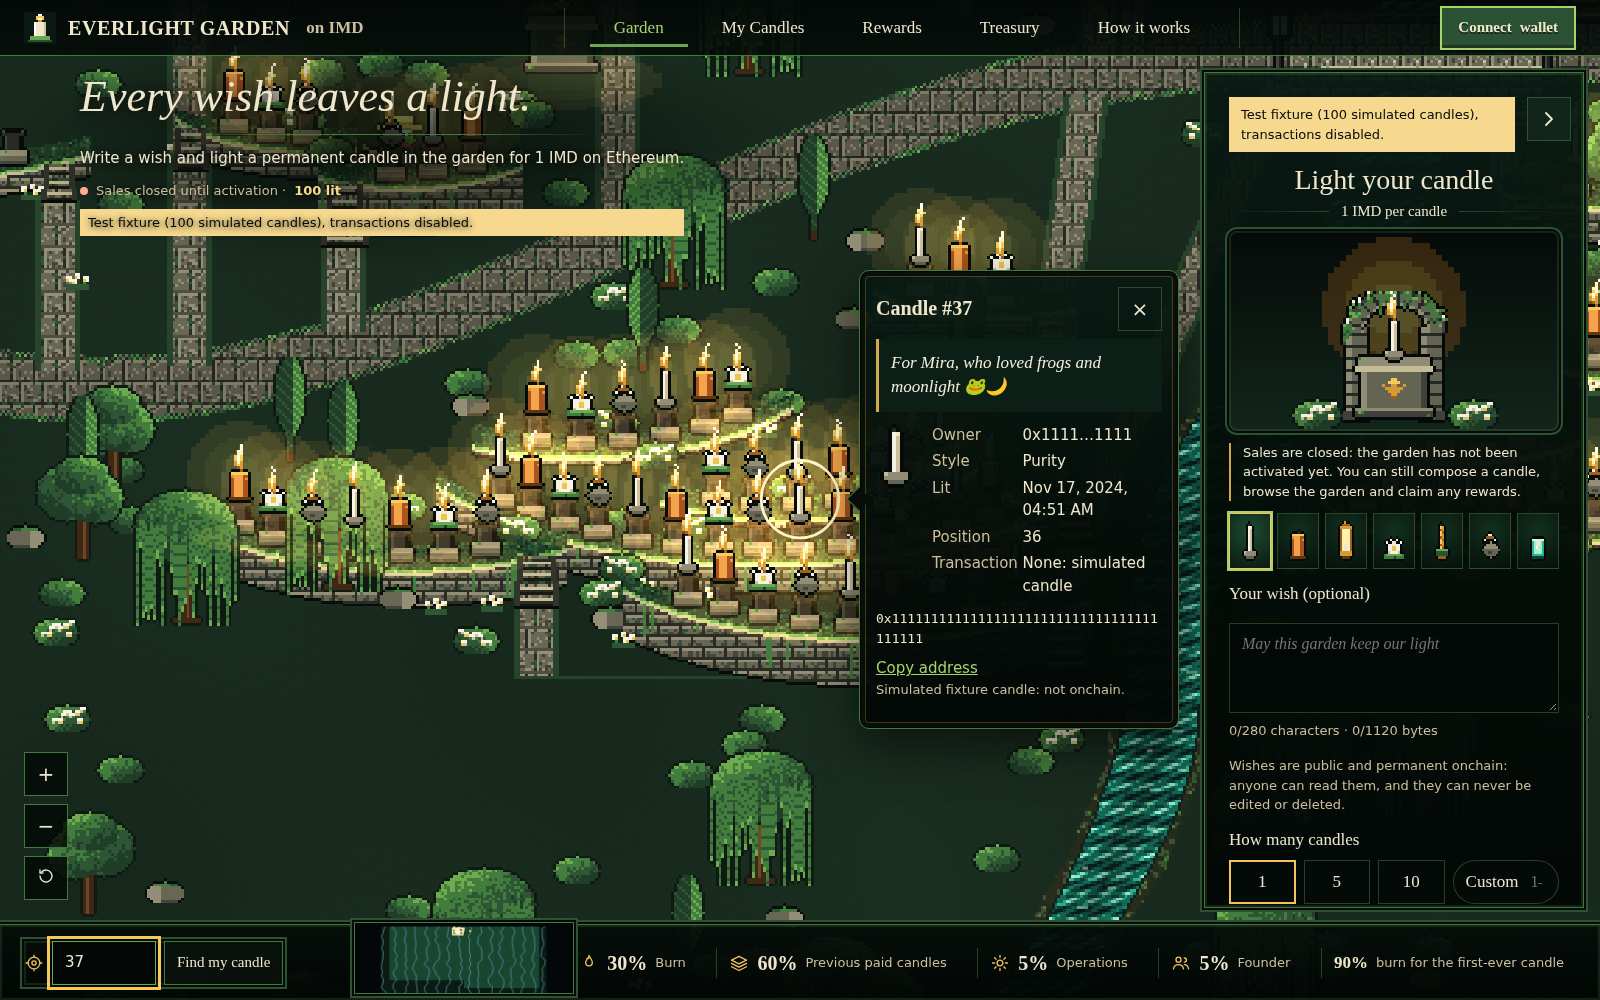 EVERLIGHT GARDEN on IMD
Garden
My Candles
Rewards
Treasury
How it works
Connect wallet
Every wish leaves a light.
Write a wish and light a permanent candle in the garden for 1 IMD on Ethereum.
Sales closed until activation · 100 lit
Test fixture (100 simulated candles), transactions disabled.
Candle #37
×
For Mira, who loved frogs and
moonlight 🐸🌙
Owner 0x1111…1111
Style Purity
Lit Nov 17, 2024,
04:51 AM
Position 36
Transaction None: simulated
candle
0x1111111111111111111111111111111111
111111
Copy address
Simulated fixture candle: not onchain.
Test fixture (100 simulated candles),
transactions disabled.
Light your candle
1 IMD per candle
Sales are closed: the garden has not been
activated yet. You can still compose a candle,
browse the garden and claim any rewards.
Your wish (optional)
May this garden keep our light
0/280 characters · 0/1120 bytes
Wishes are public and permanent onchain:
anyone can read them, and they can never be
edited or deleted.
How many candles
1
5
10
Custom 1-
+
−
37
Find my candle
30% Burn
60% Previous paid candles
5% Operations
5% Founder
90% burn for the first-ever candle